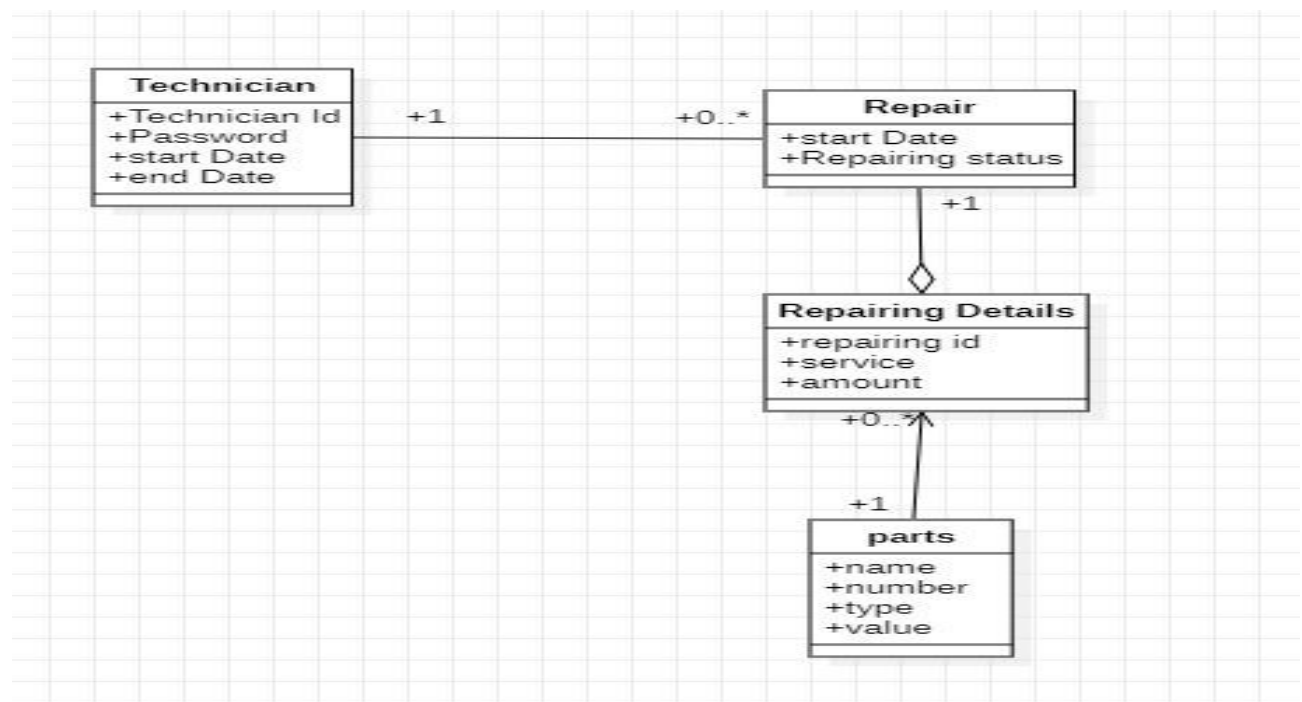 Technician
+Technician Id
+Password
+start Date
+end Date
+1
+0..*
Repair
+start Date
+Repairing status
+1
Repairing Details
+repairing id
+service
+amount
+0..*
+1
parts
+name
+number
+type
+value